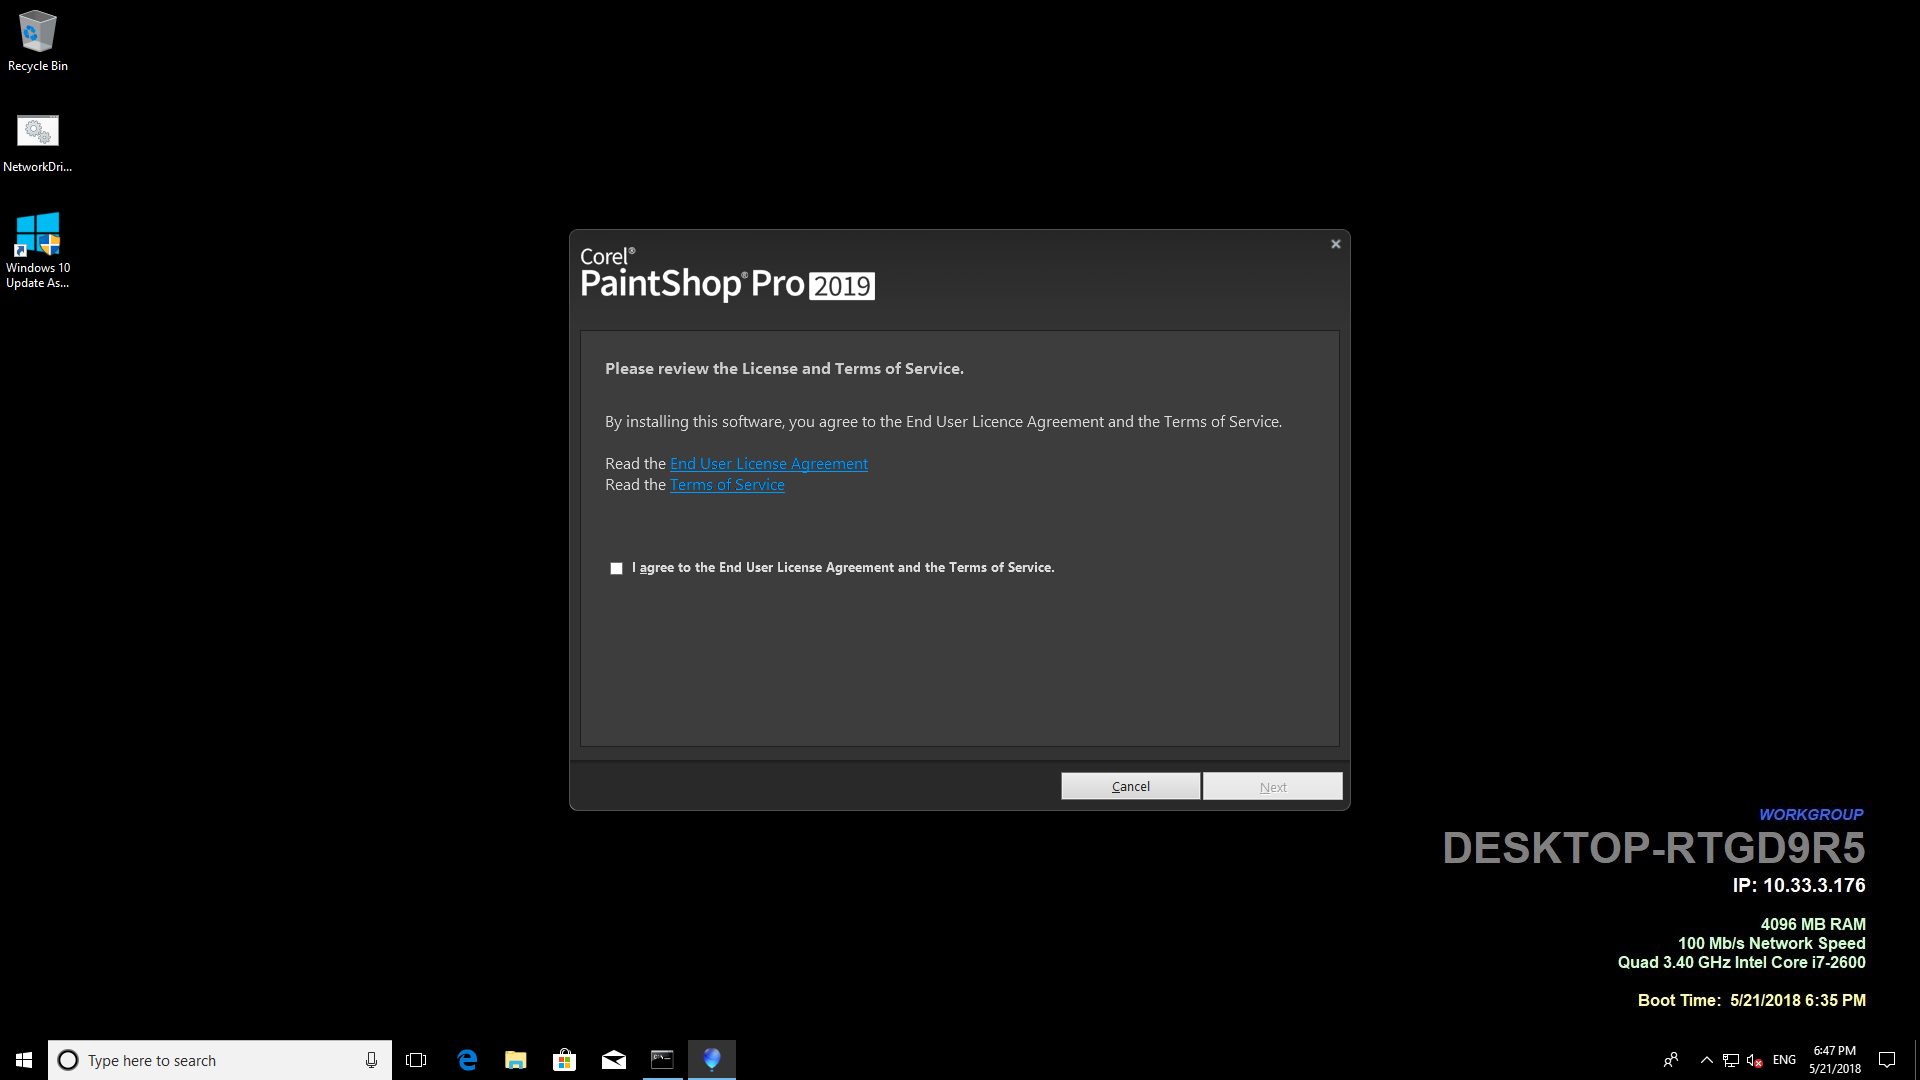 Recycle Bin
NetworkDri...
Windows 10
Update As...
Corel®
PaintShop® Pro 2019
Please review the License and Terms of Service.
By installing this software, you agree to the End User Licence Agreement and the Terms of Service.
Read the End User License Agreement
Read the Terms of Service
I agree to the End User License Agreement and the Terms of Service.
Cancel
Next
WORKGROUP
DESKTOP-RTGD9R5
IP: 10.33.3.176
4096 MB RAM
100 Mb/s Network Speed
Quad 3.40 GHz Intel Core i7-2600
Boot Time: 5/21/2018 6:35 PM
Type here to search
ENG
6:47 PM
5/21/2018